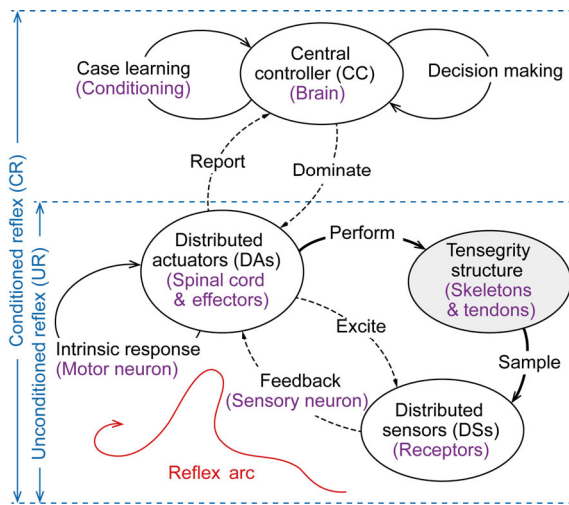 Conditioned reflex (CR)
Unconditioned reflex (UR)
Case learning
(Conditioning)
Central
controller (CC)
(Brain)
Decision making
Report
Dominate
Distributed
actuators (DAs)
(Spinal cord
& effectors)
Perform
Tensegrity
structure
(Skeletons
& tendons)
Intrinsic response
(Motor neuron)
Excite
Sample
Feedback
(Sensory neuron)
Distributed
sensors (DSs)
(Receptors)
Reflex arc